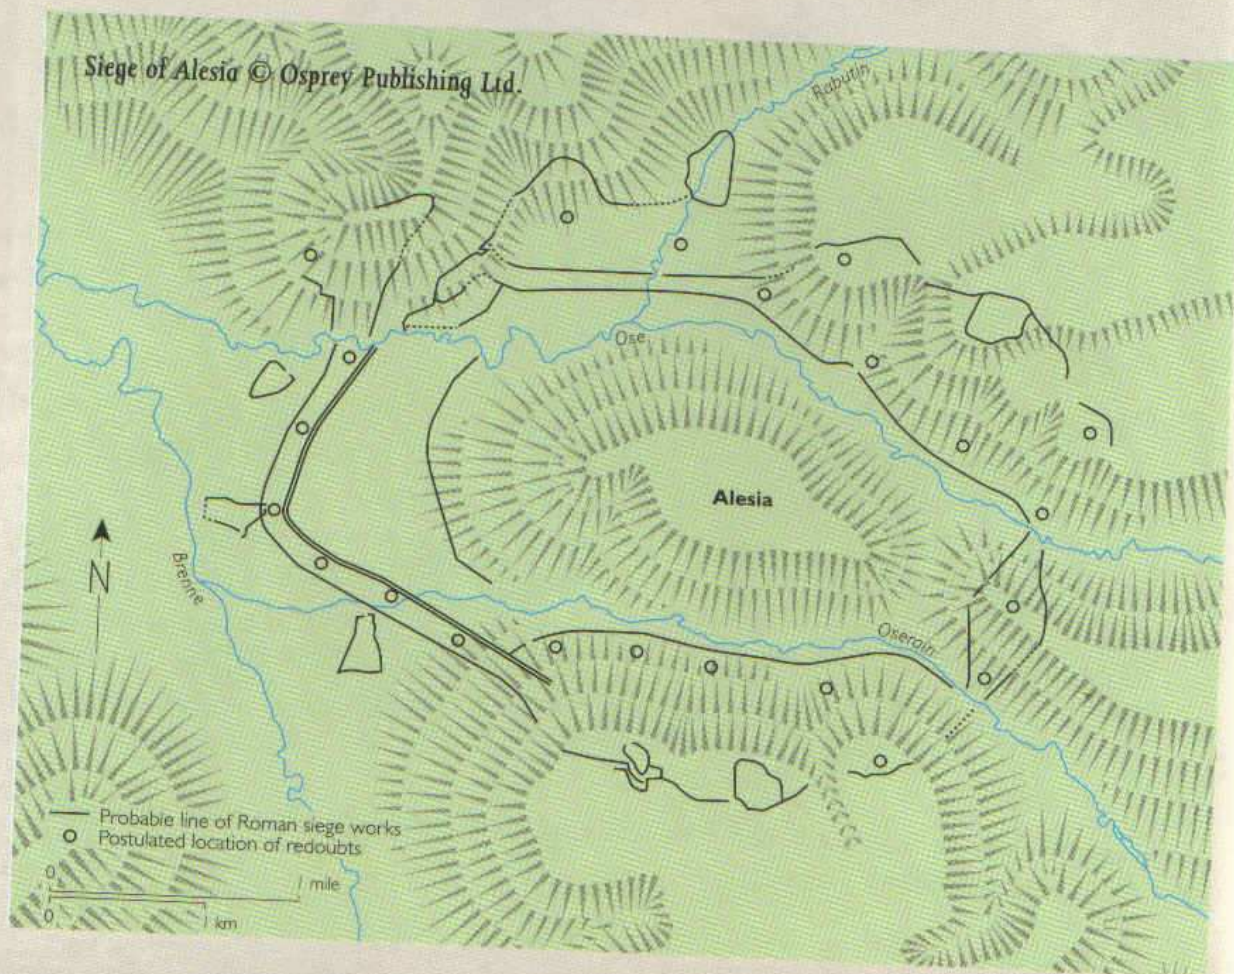 Siege of Alesia © Osprey Publishing Ltd.
Rabutin
Ose
Alesia
N
Brenne
Oserain
Probable line of Roman siege works
Postulated location of redoubts
0 1 mile
0 1 km